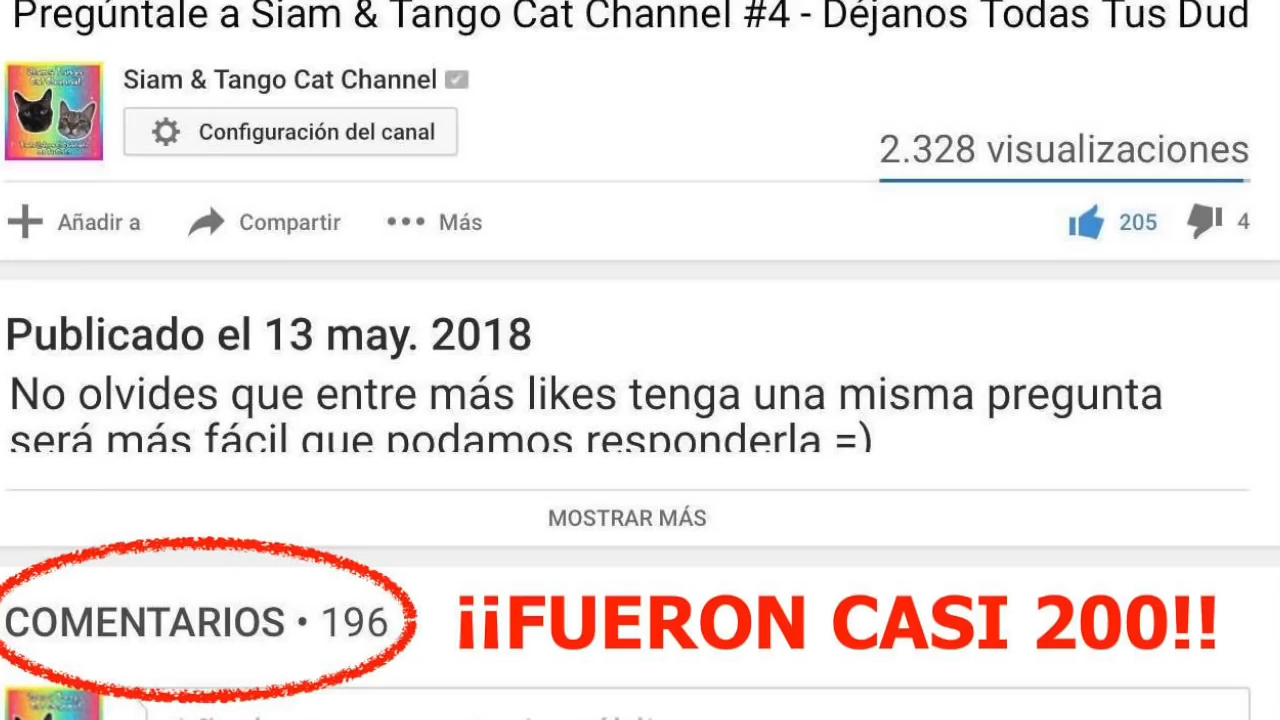 Pregúntale a Siam & Tango Cat Channel #4 - Déjanos Todas Tus Dud
Siam & Tango Cat Channel
Configuración del canal
2.328 visualizaciones
Añadir a Compartir ••• Más 205 4
Publicado el 13 may. 2018
No olvides que entre más likes tenga una misma pregunta
será más fácil que podamos responderla =)
MOSTRAR MÁS
COMENTARIOS • 196 ¡¡FUERON CASI 200!!